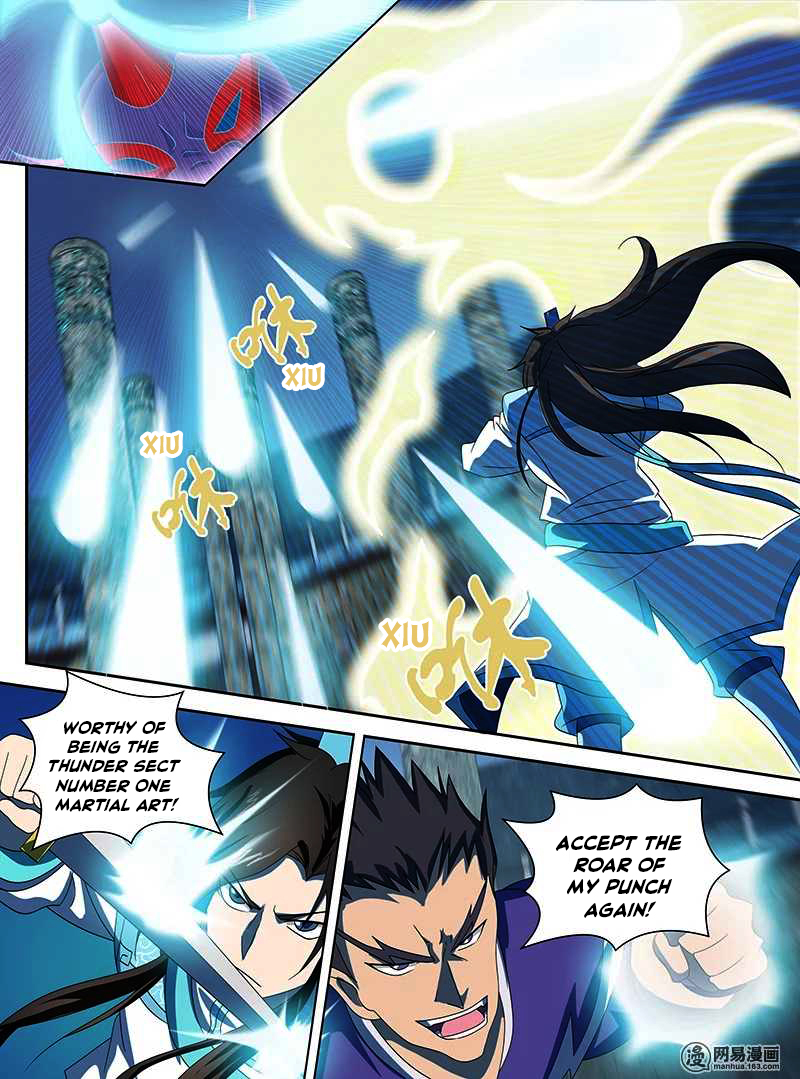 咻
XIU
XIU
咻
XIU
咻
WORTHY OF
BEING THE
THUNDER SECT
NUMBER ONE
MARTIAL ART!
ACCEPT THE
ROAR OF
MY PUNCH
AGAIN!
漫 网易漫画
manhua.163.com